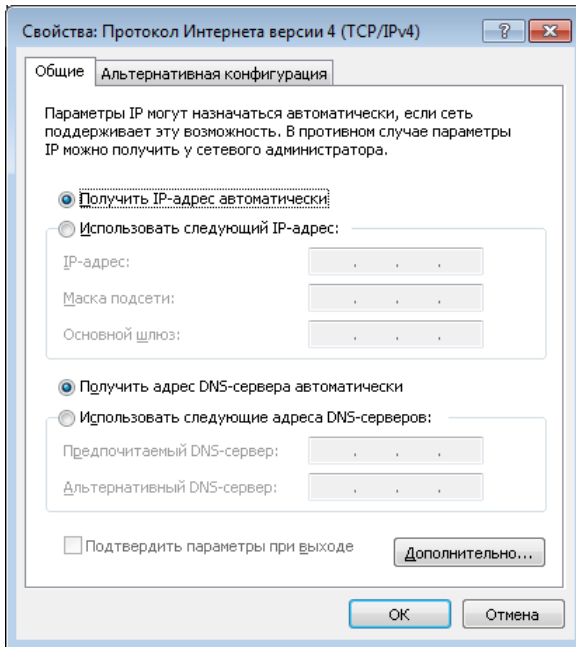 Свойства: Протокол Интернета версии 4 (TCP/IPv4)
Общие
Альтернативная конфигурация
Параметры IP могут назначаться автоматически, если сеть
поддерживает эту возможность. В противном случае параметры
IP можно получить у сетевого администратора.
Получить IP-адрес автоматически
Использовать следующий IP-адрес:
IP-адрес:
Маска подсети:
Основной шлюз:
Получить адрес DNS-сервера автоматически
Использовать следующие адреса DNS-серверов:
Предпочитаемый DNS-сервер:
Альтернативный DNS-сервер:
Подтвердить параметры при выходе
Дополнительно...
ОК
Отмена